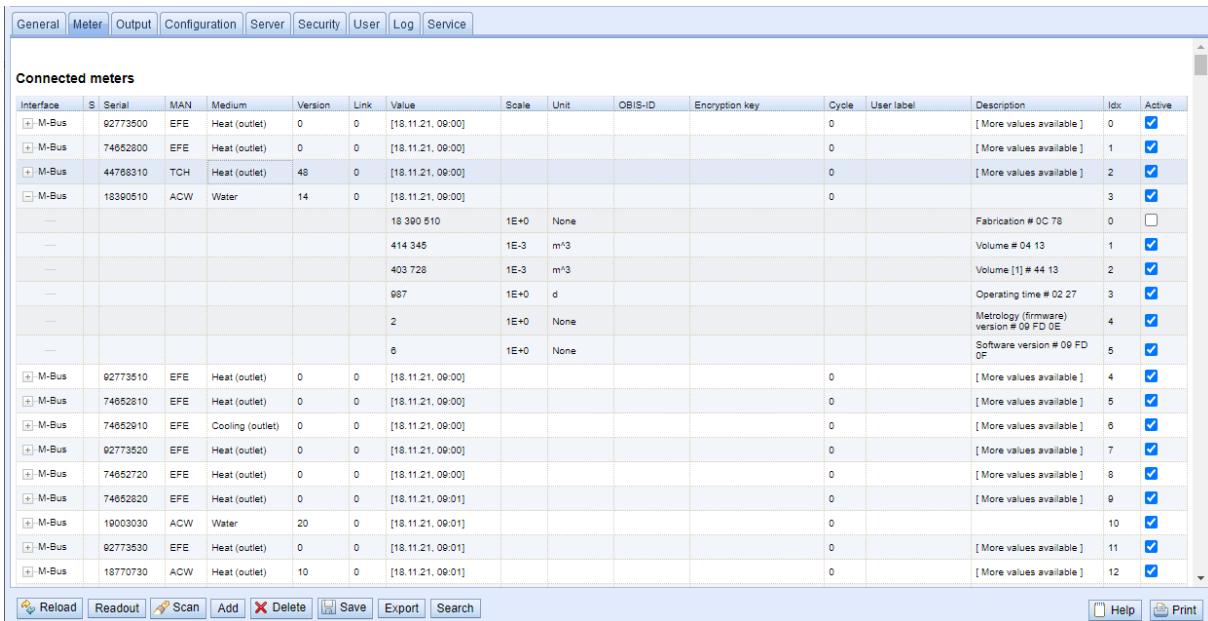 General Meter Output Configuration Server Security User Log Service
Connected meters
Interface S Serial MAN Medium Version Link Value Scale Unit OBIS-ID Encryption key Cycle User label Description Idx Active
M-Bus 92773500 EFE Heat (outlet) 0 0 [18.11.21, 09:00] 0 [ More values available ] 0
M-Bus 74652800 EFE Heat (outlet) 0 0 [18.11.21, 09:00] 0 [ More values available ] 1
M-Bus 44768310 TCH Heat (outlet) 48 0 [18.11.21, 09:00] 0 [ More values available ] 2
M-Bus 18390510 ACW Water 14 0 [18.11.21, 09:00] 0 3
18 390 510 1E+0 None Fabrication # 0C 78 0
414 345 1E-3 m^3 Volume # 04 13 1
403 728 1E-3 m^3 Volume [1] # 44 13 2
987 1E+0 d Operating time # 02 27 3
2 1E+0 None Metrology (firmware) 4
version # 09 FD 0E
6 1E+0 None Software version # 09 FD 5
0F
M-Bus 92773510 EFE Heat (outlet) 0 0 [18.11.21, 09:00] 0 [ More values available ] 4
M-Bus 74652810 EFE Heat (outlet) 0 0 [18.11.21, 09:00] 0 [ More values available ] 5
M-Bus 74652910 EFE Cooling (outlet) 0 0 [18.11.21, 09:00] 0 [ More values available ] 6
M-Bus 92773520 EFE Heat (outlet) 0 0 [18.11.21, 09:00] 0 [ More values available ] 7
M-Bus 74652720 EFE Heat (outlet) 0 0 [18.11.21, 09:00] 0 [ More values available ] 8
M-Bus 74652820 EFE Heat (outlet) 0 0 [18.11.21, 09:01] 0 [ More values available ] 9
M-Bus 19003030 ACW Water 20 0 [18.11.21, 09:01] 0 10
M-Bus 92773530 EFE Heat (outlet) 0 0 [18.11.21, 09:01] 0 [ More values available ] 11
M-Bus 18770730 ACW Heat (outlet) 10 0 [18.11.21, 09:01] 0 [ More values available ] 12
Reload Readout Scan Add Delete Save Export Search Help Print